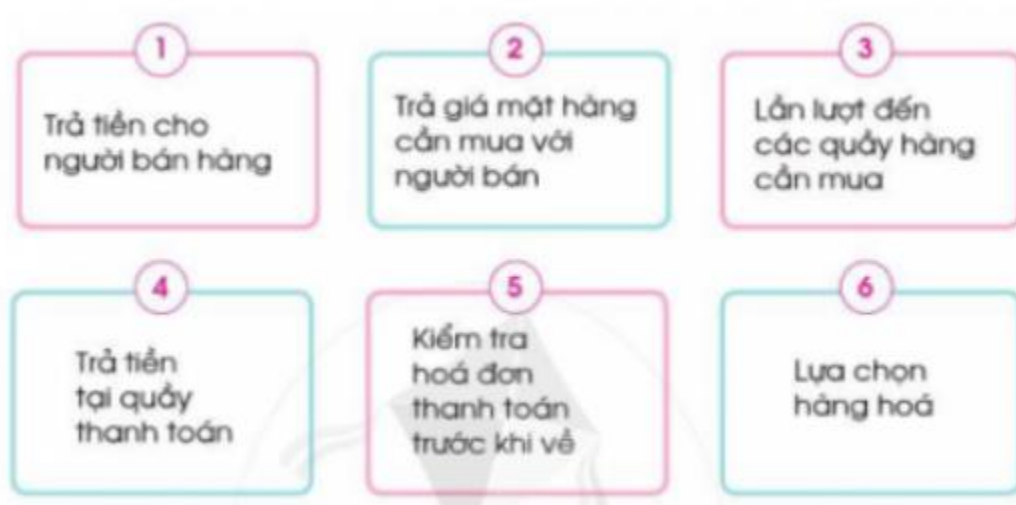 1
Trả tiền cho
người bán hàng
2
Trả giá mặt hàng
cần mua với
người bán
3
Lần lượt đến
các quầy hàng
cần mua
4
Trả tiền
tại quầy
thanh toán
5
Kiểm tra
hoá đơn
thanh toán
trước khi về
6
Lựa chọn
hàng hoá